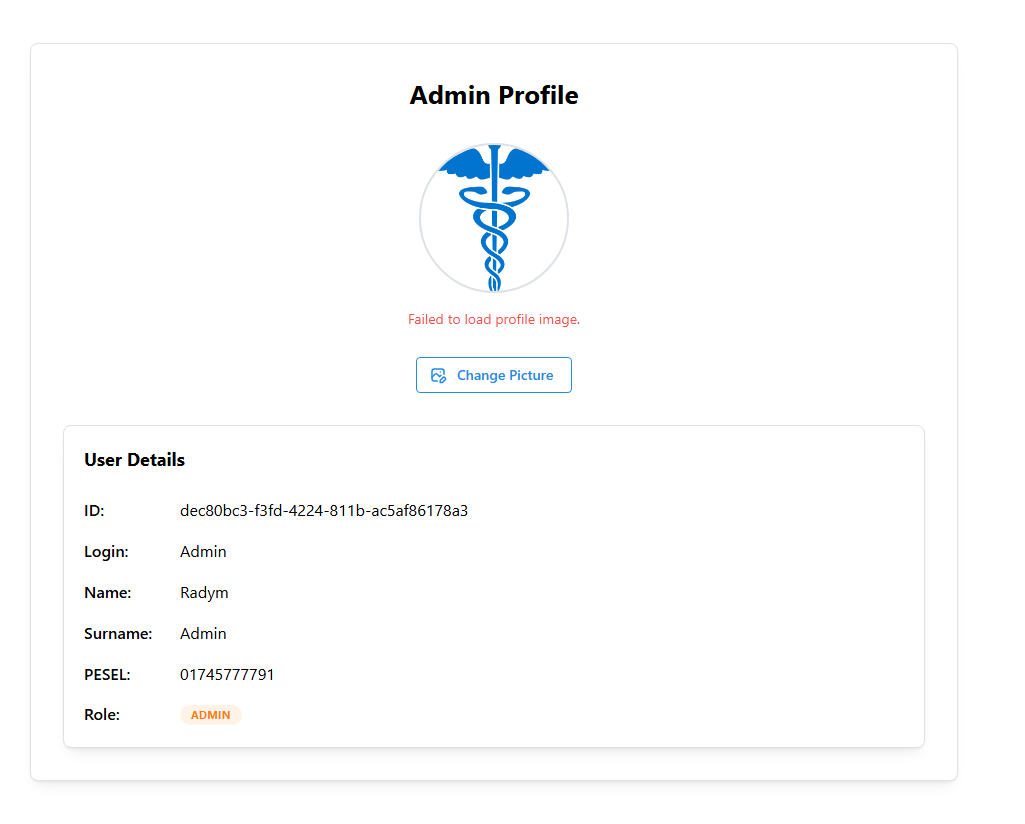 Admin Profile
Failed to load profile image.
Change Picture
User Details
ID: dec80bc3-f3fd-4224-811b-ac5af86178a3
Login: Admin
Name: Radym
Surname: Admin
PESEL: 01745777791
Role: ADMIN